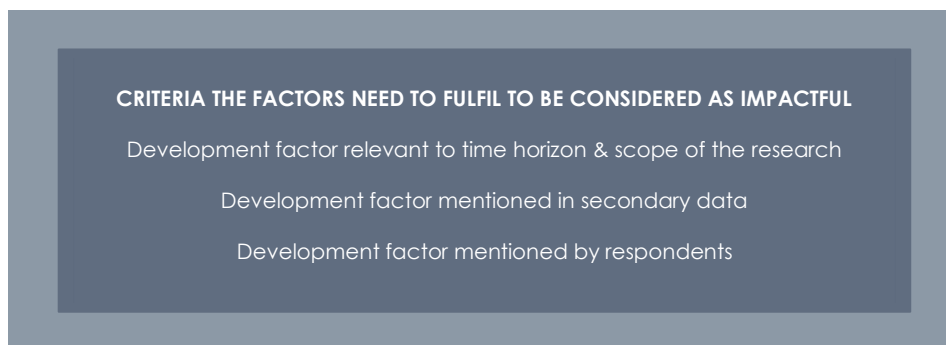 CRITERIA THE FACTORS NEED TO FULFIL TO BE CONSIDERED AS IMPACTFUL
Development factor relevant to time horizon & scope of the research
Development factor mentioned in secondary data
Development factor mentioned by respondents